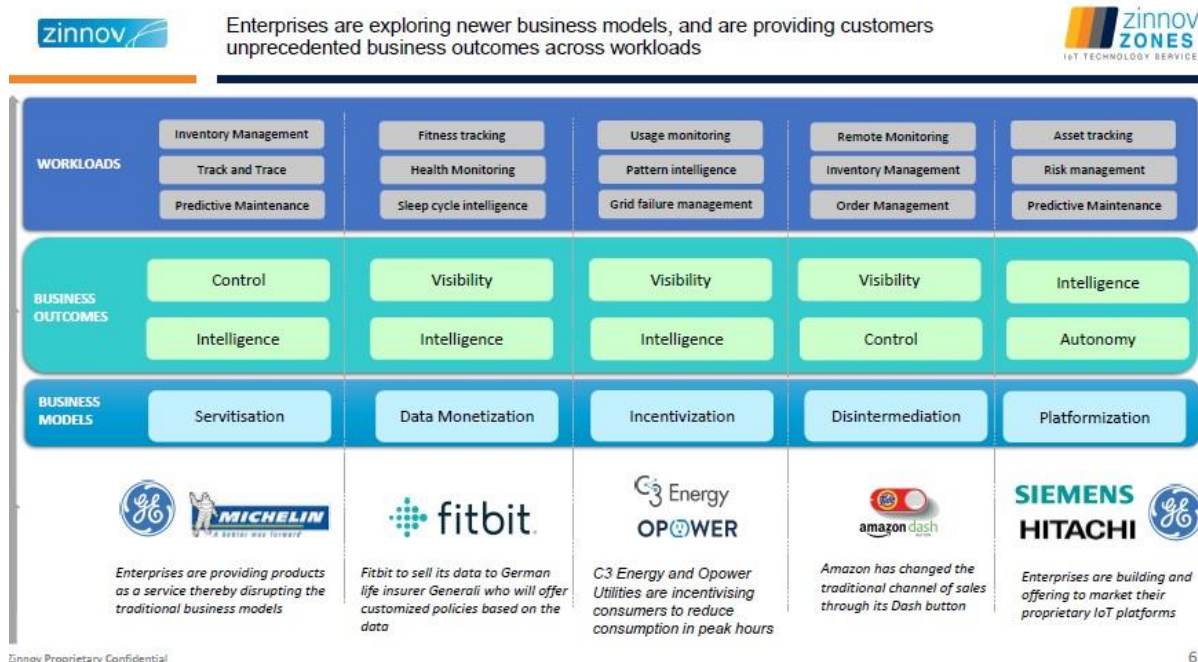 zinnov
Enterprises are exploring newer business models, and are providing customers
unprecedented business outcomes across workloads
zinnov
ZONES
IoT TECHNOLOGY SERVICE
WORKLOADS
Inventory Management
Track and Trace
Predictive Maintenance
Fitness tracking
Health Monitoring
Sleep cycle intelligence
Usage monitoring
Pattern intelligence
Grid failure management
Remote Monitoring
Inventory Management
Order Management
Asset tracking
Risk management
Predictive Maintenance
BUSINESS
OUTCOMES
Control
Intelligence
Visibility
Intelligence
Visibility
Intelligence
Visibility
Control
Intelligence
Autonomy
BUSINESS
MODELS
Servitisation
Data Monetization
Incentivization
Disintermediation
Platformization
GE
MICHELIN
A better way forward
fitbit.
C3 Energy
OPOWER
Tide
amazon dash
BUTTON
SIEMENS
HITACHI
GE
Enterprises are providing products
as a service thereby disrupting the
traditional business models
Fitbit to sell its data to German
life insurer Generali who will offer
customized policies based on the
data
C3 Energy and Opower
Utilities are incentivising
consumers to reduce
consumption in peak hours
Amazon has changed the
traditional channel of sales
through its Dash button
Enterprises are building and
offering to market their
proprietary IoT platforms
Zinnov Proprietary Confidential
6